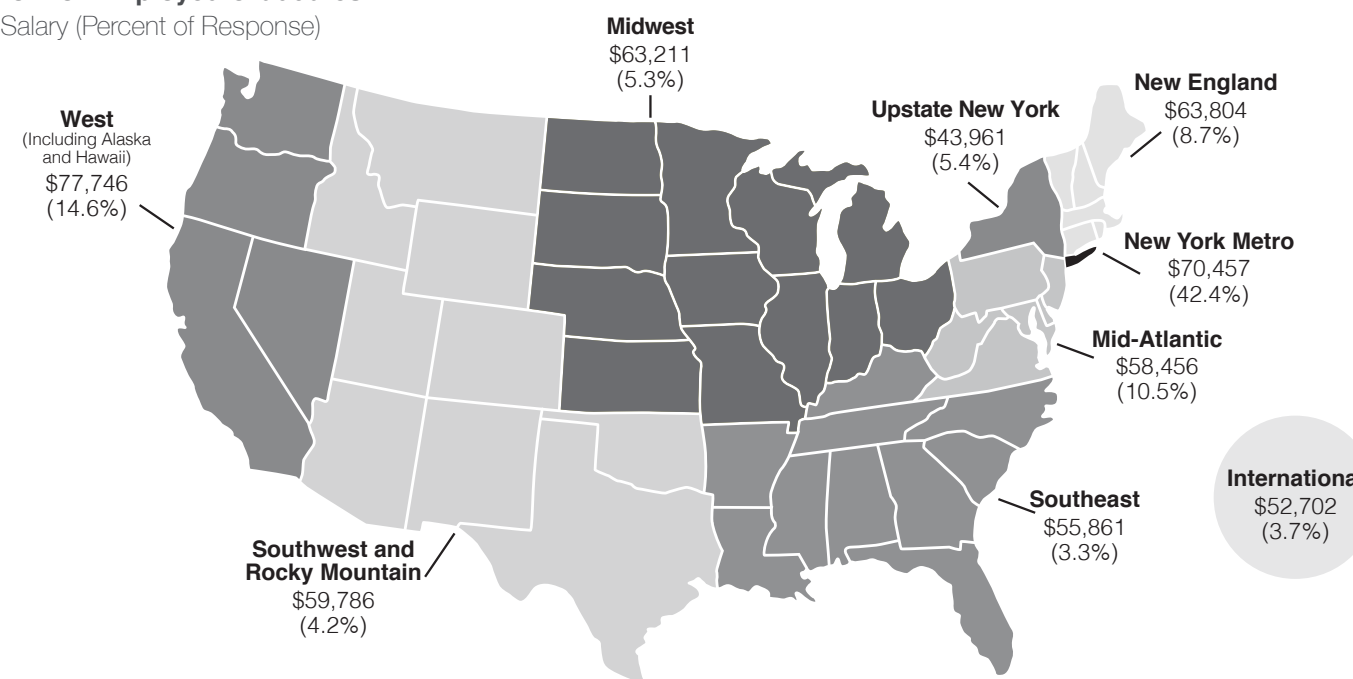 Salary (Percent of Response)
Midwest
$63,211
(5.3%)
New England
$63,804
(8.7%)
Upstate New York
$43,961
(5.4%)
West
(Including Alaska
and Hawaii)
$77,746
(14.6%)
New York Metro
$70,457
(42.4%)
Mid-Atlantic
$58,456
(10.5%)
Internationa
$52,702
(3.7%)
Southeast
$55,861
(3.3%)
Southwest and
Rocky Mountain
$59,786
(4.2%)